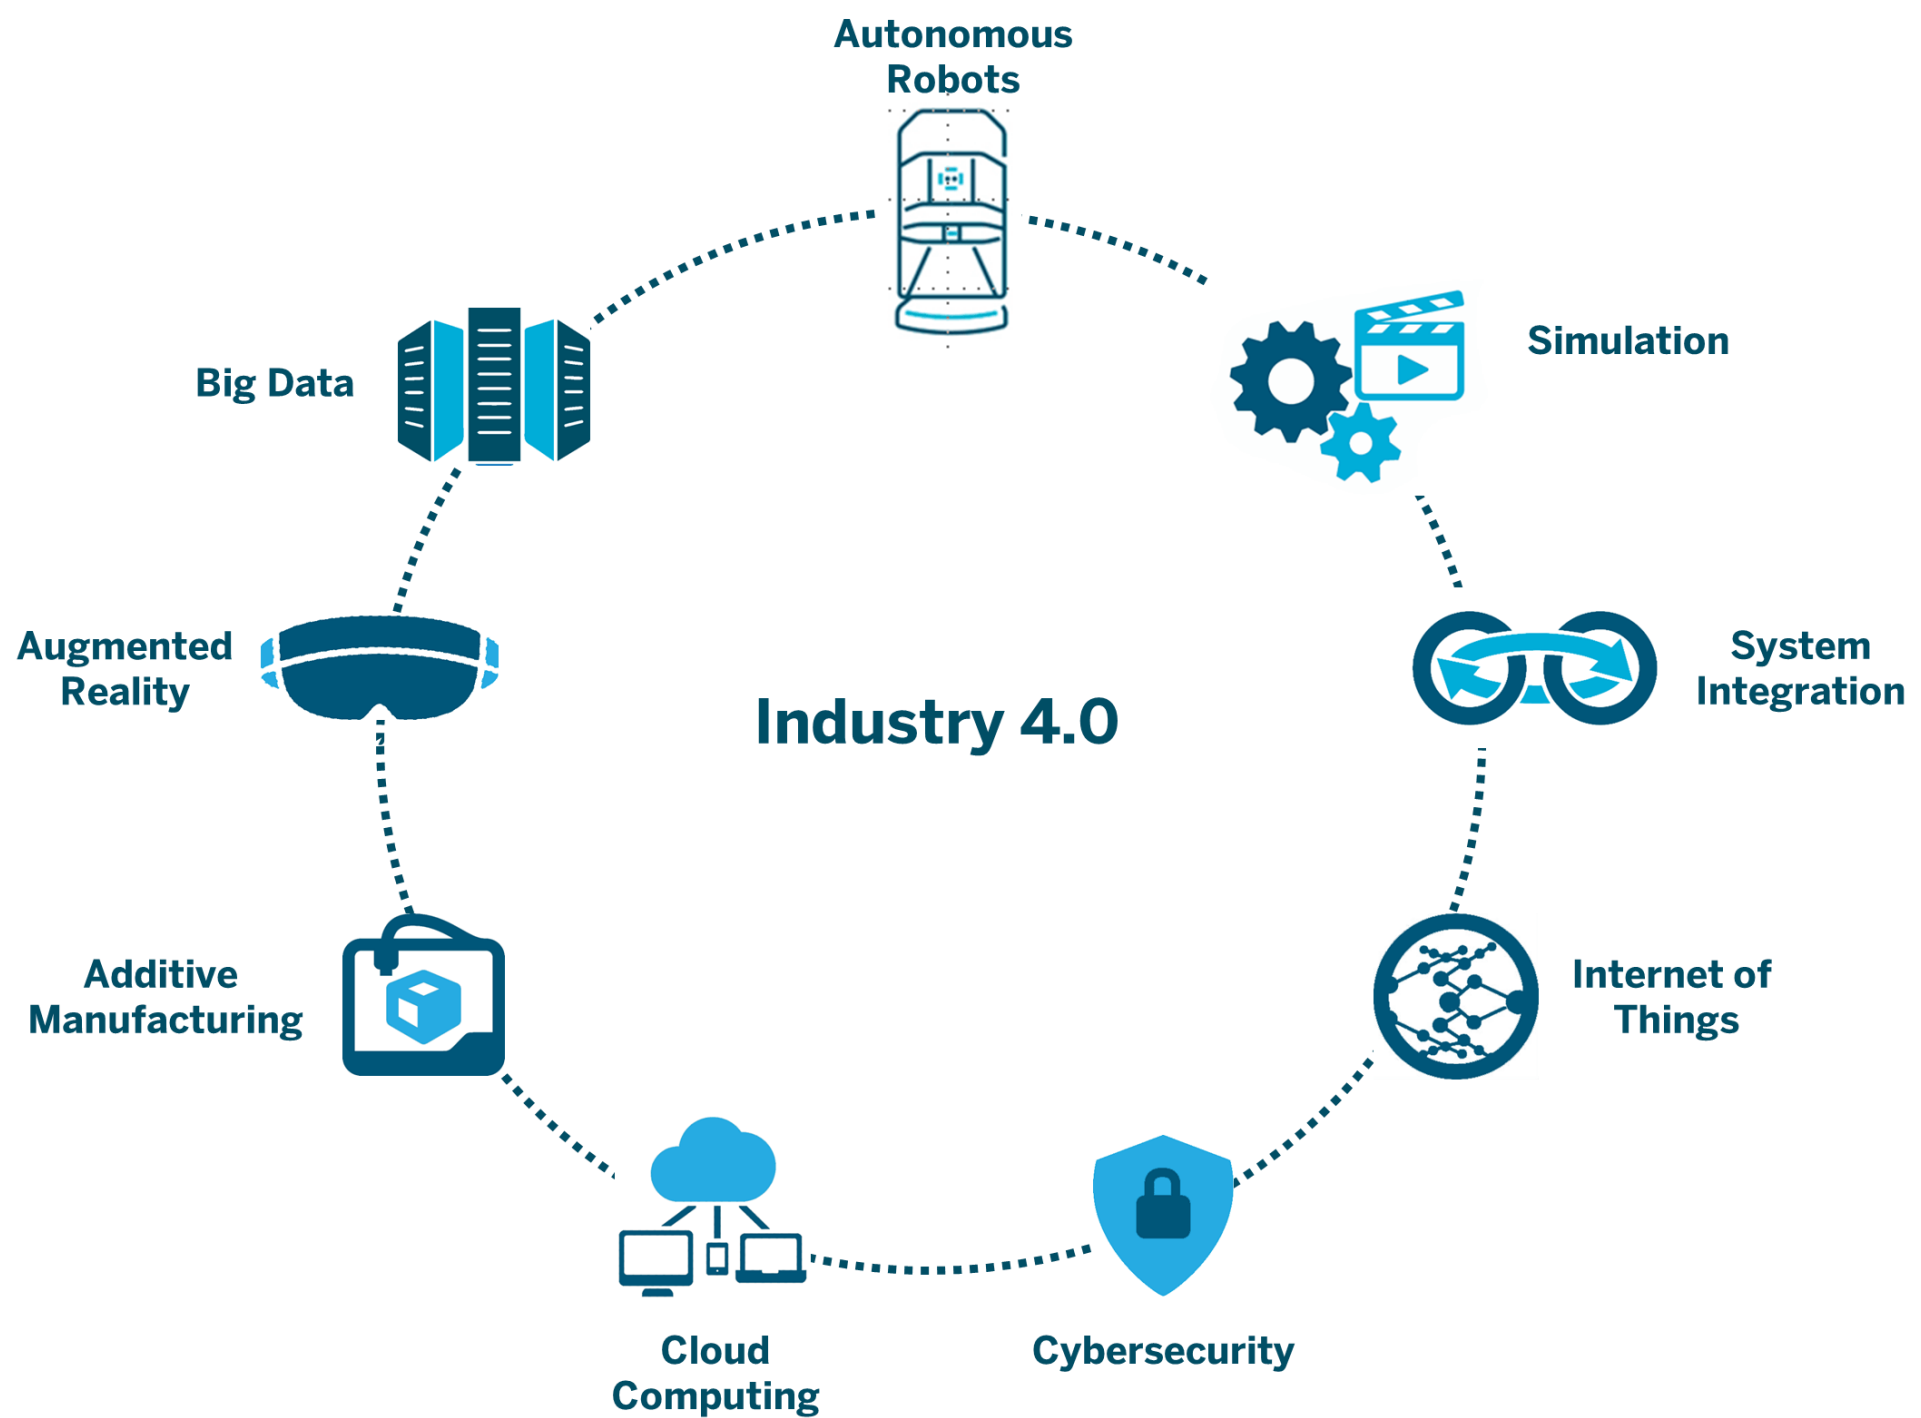 Autonomous
Robots
Simulation
Big Data
System
Integration
Augmented
Reality
Industry 4.0
Internet of
Things
Additive
Manufacturing
Cybersecurity
Cloud
Computing